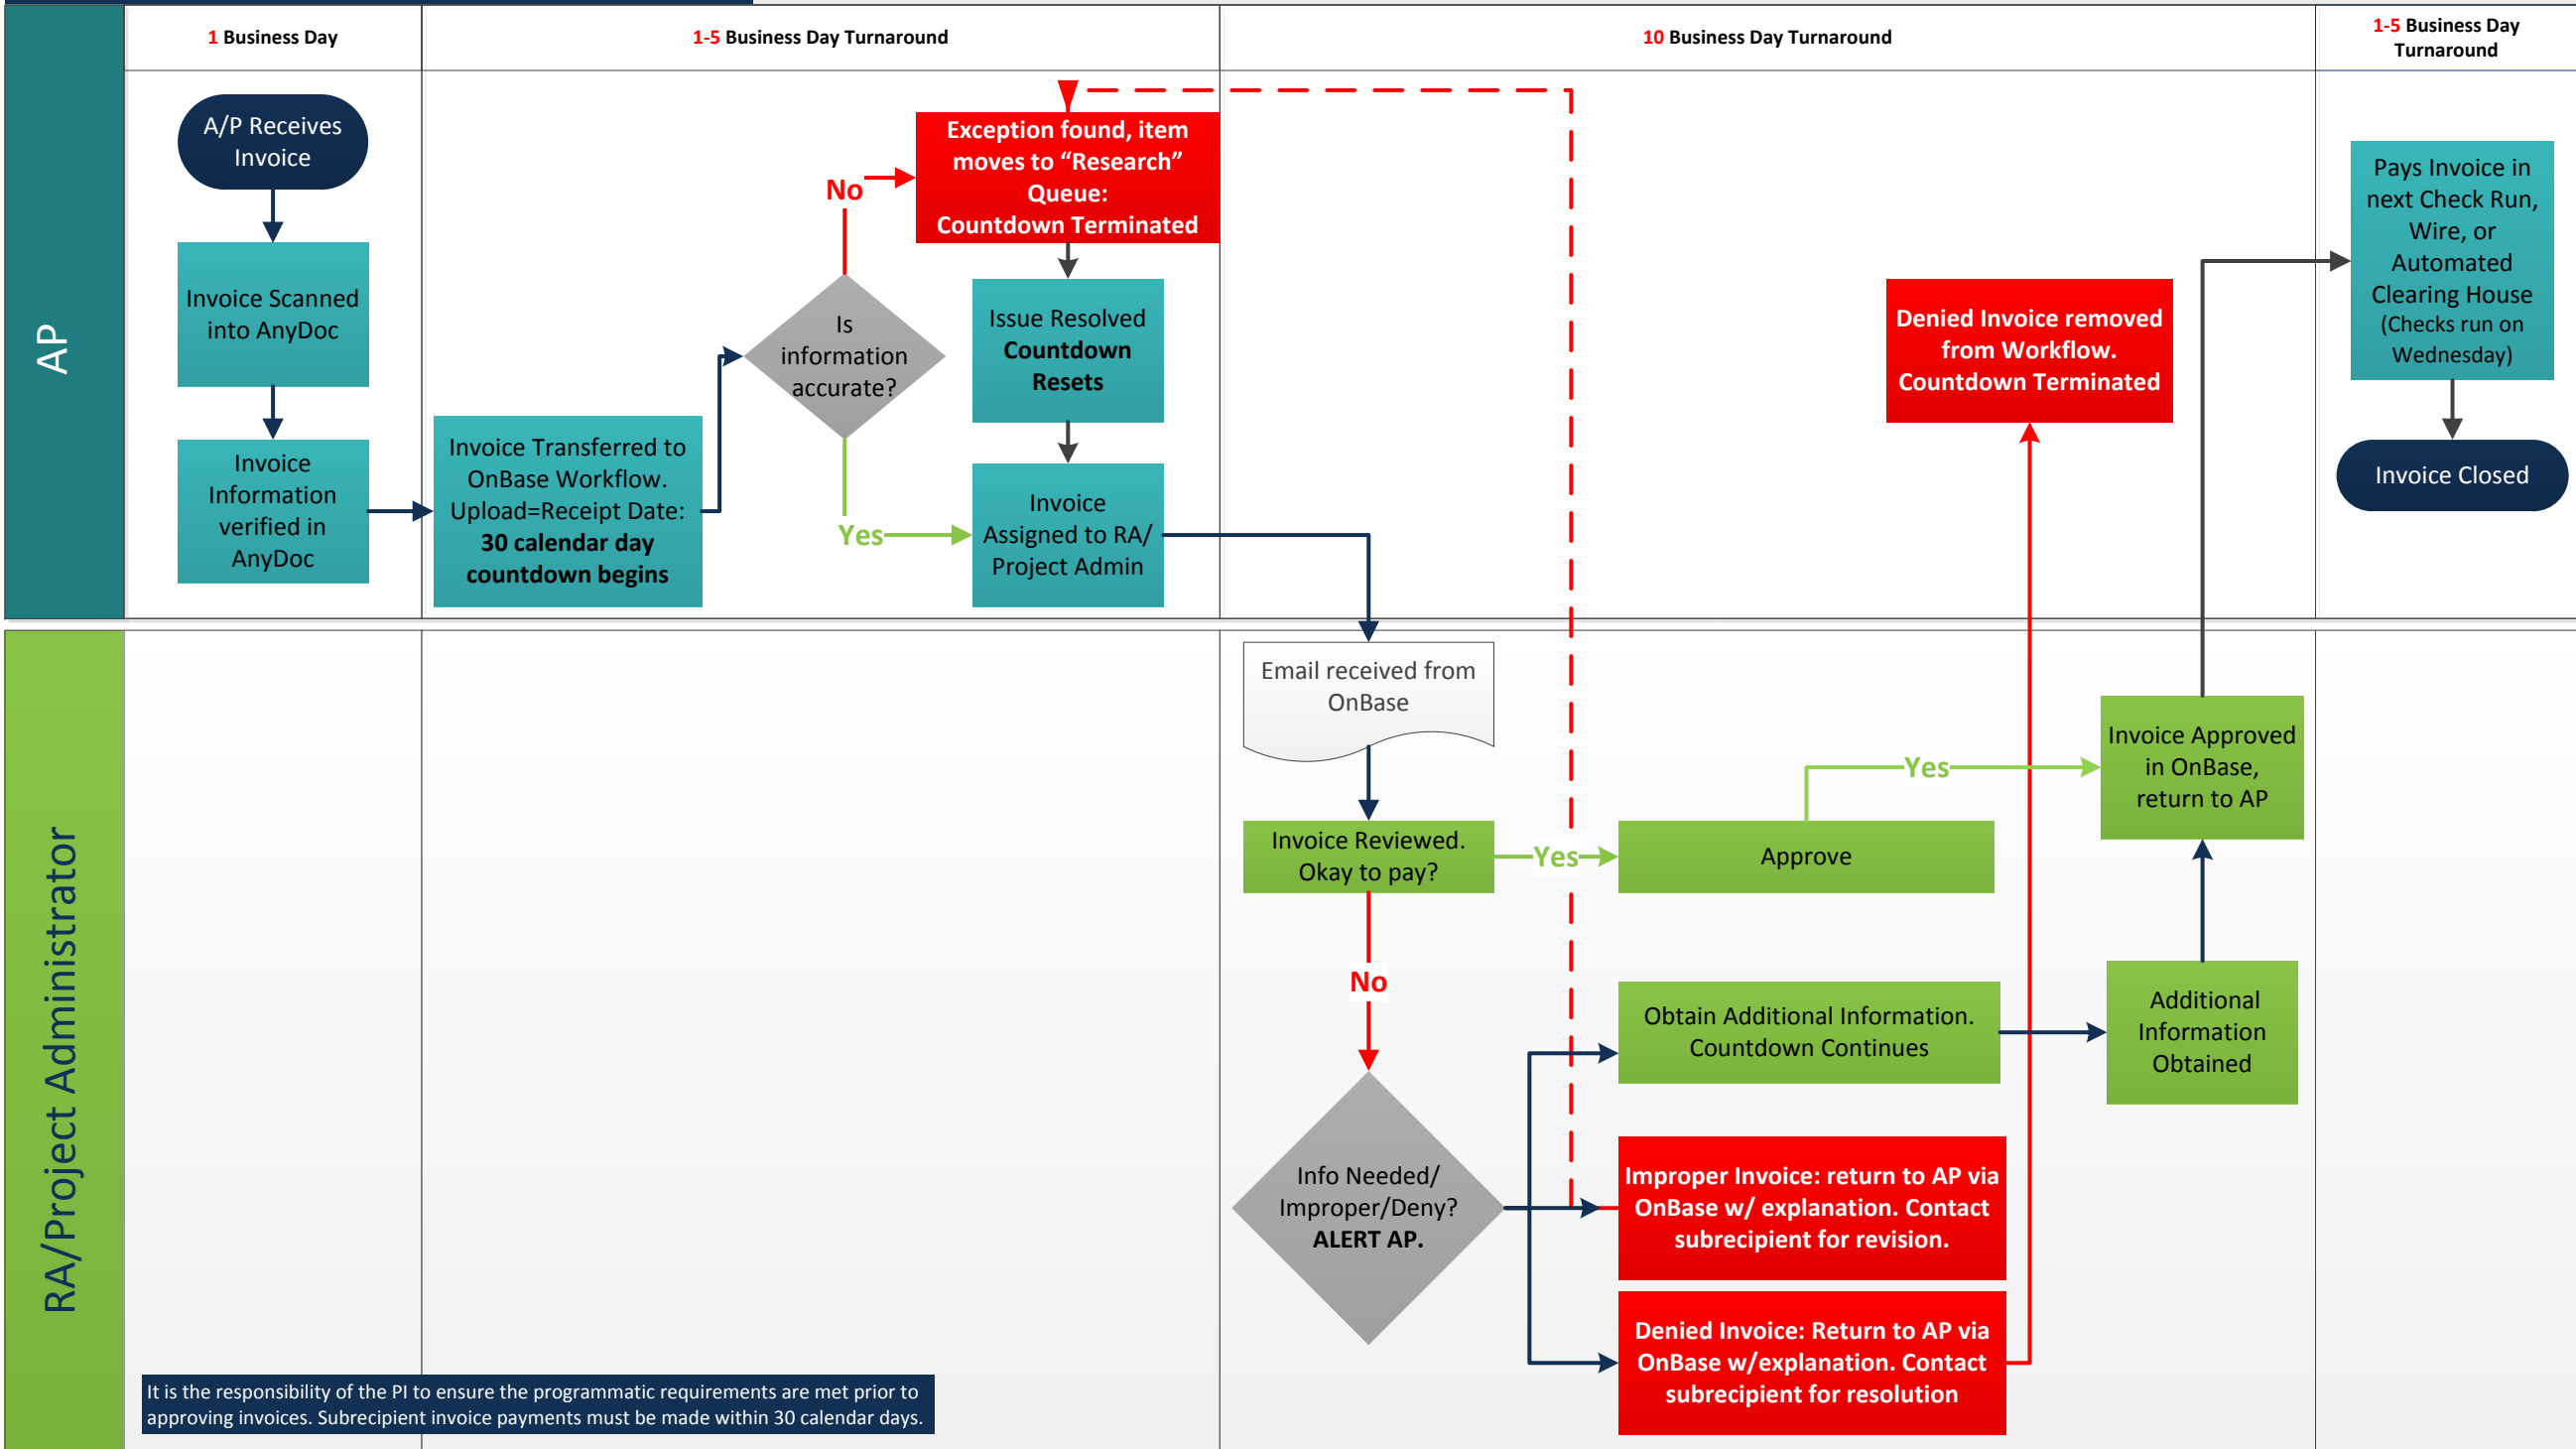 1 Business Day
1-5 Business Day Turnaround
10 Business Day Turnaround
1-5 Business Day
Turnaround
AP
A/P Receives
Invoice
Invoice Scanned
into AnyDoc
Invoice
Information
verified in
AnyDoc
Invoice Transferred to
OnBase Workflow.
Upload=Receipt Date:
30 calendar day
countdown begins
Is
information
accurate?
No
Yes
Exception found, item
moves to “Research”
Queue:
Countdown Terminated
Issue Resolved
Countdown
Resets
Invoice
Assigned to RA/
Project Admin
Denied Invoice removed
from Workflow.
Countdown Terminated
Pays Invoice in
next Check Run,
Wire, or
Automated
Clearing House
(Checks run on
Wednesday)
Invoice Closed
RA/Project Administrator
Email received from
OnBase
Invoice Reviewed.
Okay to pay?
Yes
Approve
Yes
Invoice Approved
in OnBase,
return to AP
No
Info Needed/
Improper/Deny?
ALERT AP.
Obtain Additional Information.
Countdown Continues
Additional
Information
Obtained
Improper Invoice: return to AP via
OnBase w/ explanation. Contact
subrecipient for revision.
Denied Invoice: Return to AP via
OnBase w/explanation. Contact
subrecipient for resolution
It is the responsibility of the PI to ensure the programmatic requirements are met prior to
approving invoices. Subrecipient invoice payments must be made within 30 calendar days.